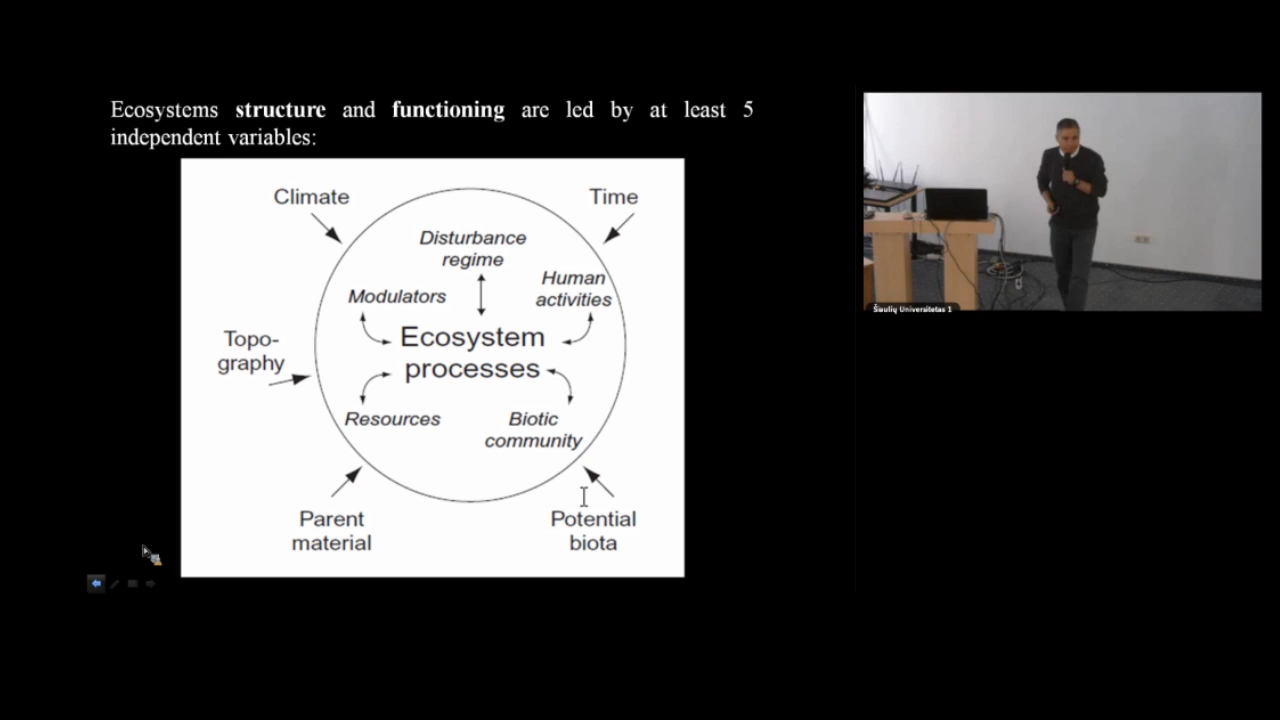 Ecosystems structure and functioning are led by at least 5
independent variables:
Climate
Time
Disturbance
regime
Human
activities
Modulators
Ecosystem
processes
Topo-
graphy
Resources
Biotic
community
Parent
material
Potential
biota
Šiaulių Universitetas 1